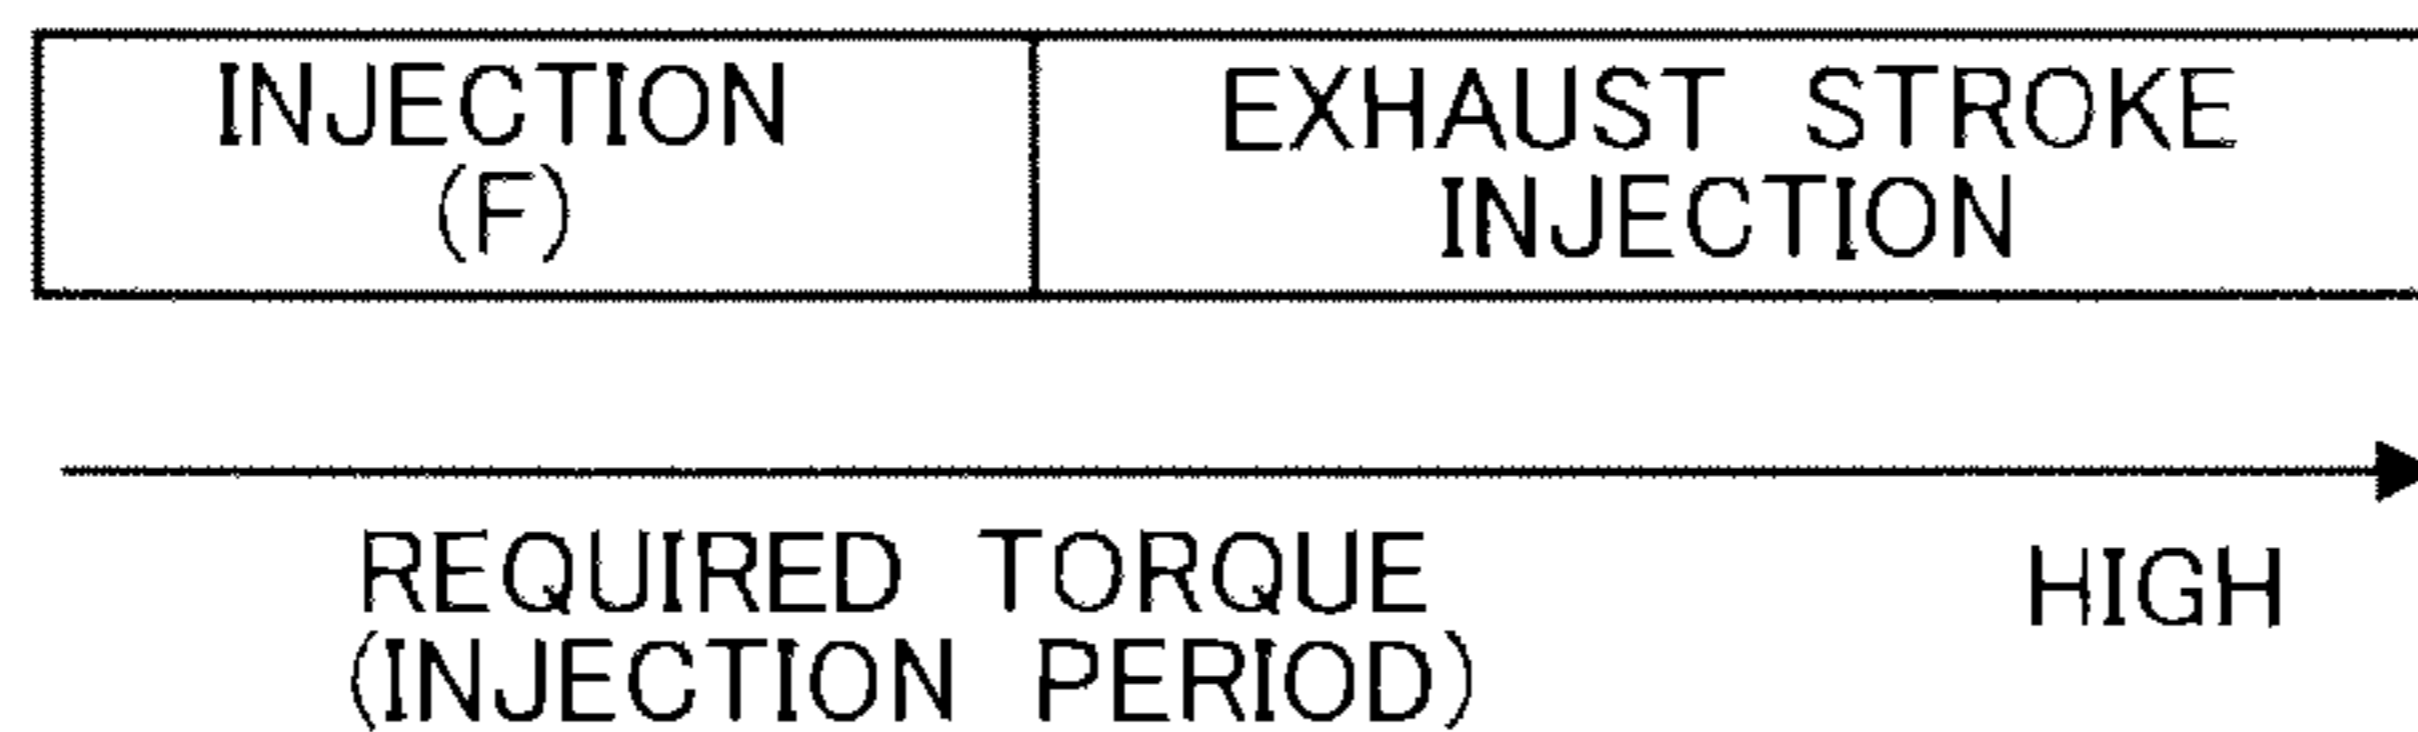 INJECTION
(F)
EXHAUST STROKE
INJECTION
REQUIRED TORQUE
(INJECTION PERIOD)
HIGH